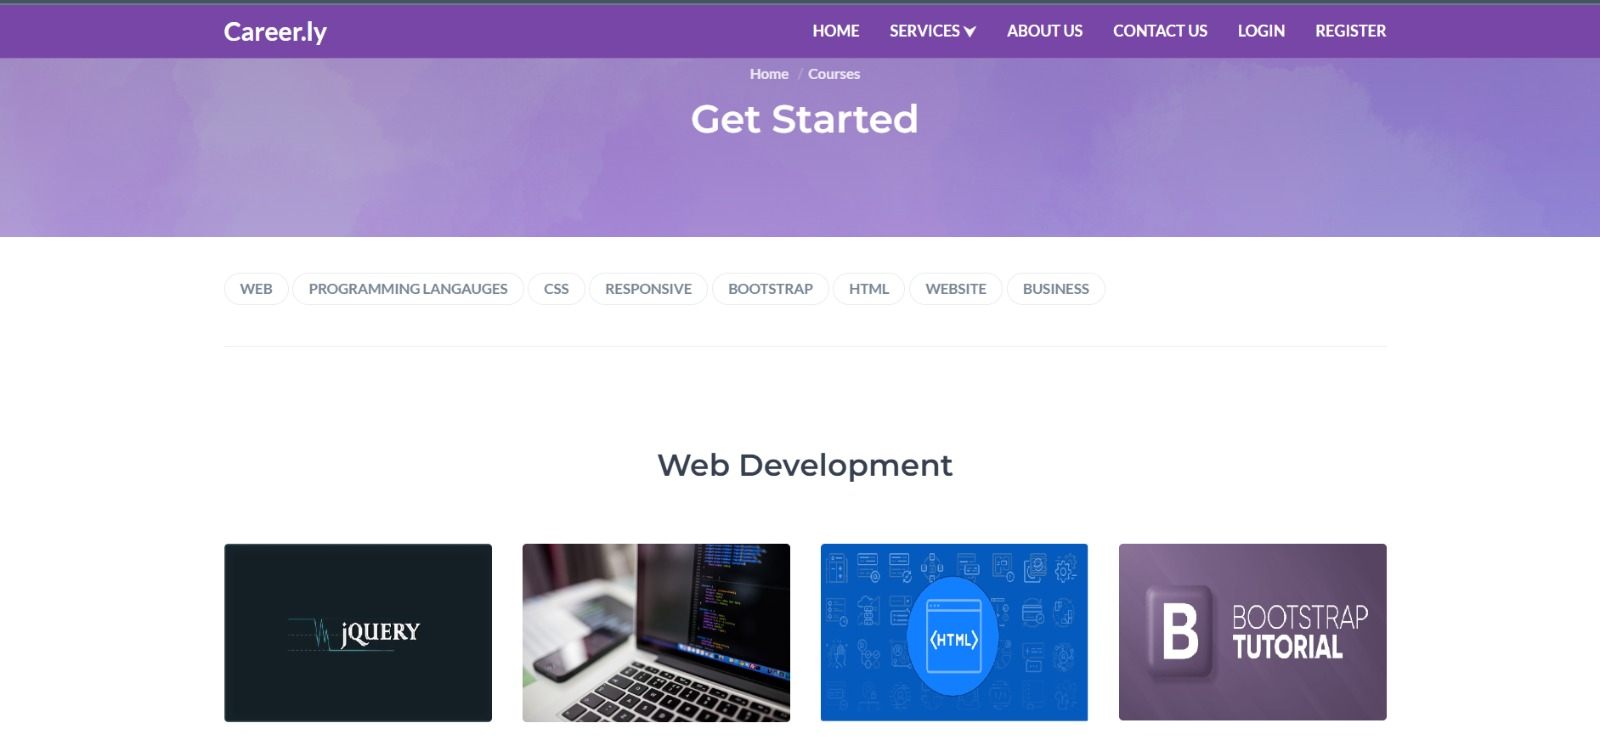 Career.ly
HOME SERVICES ABOUT US CONTACT US LOGIN REGISTER
Home / Courses
Get Started
WEB PROGRAMMING LANGAUGES CSS RESPONSIVE BOOTSTRAP HTML WEBSITE BUSINESS
Web Development
jQUERY
<HTML>
B BOOTSTRAP
TUTORIAL